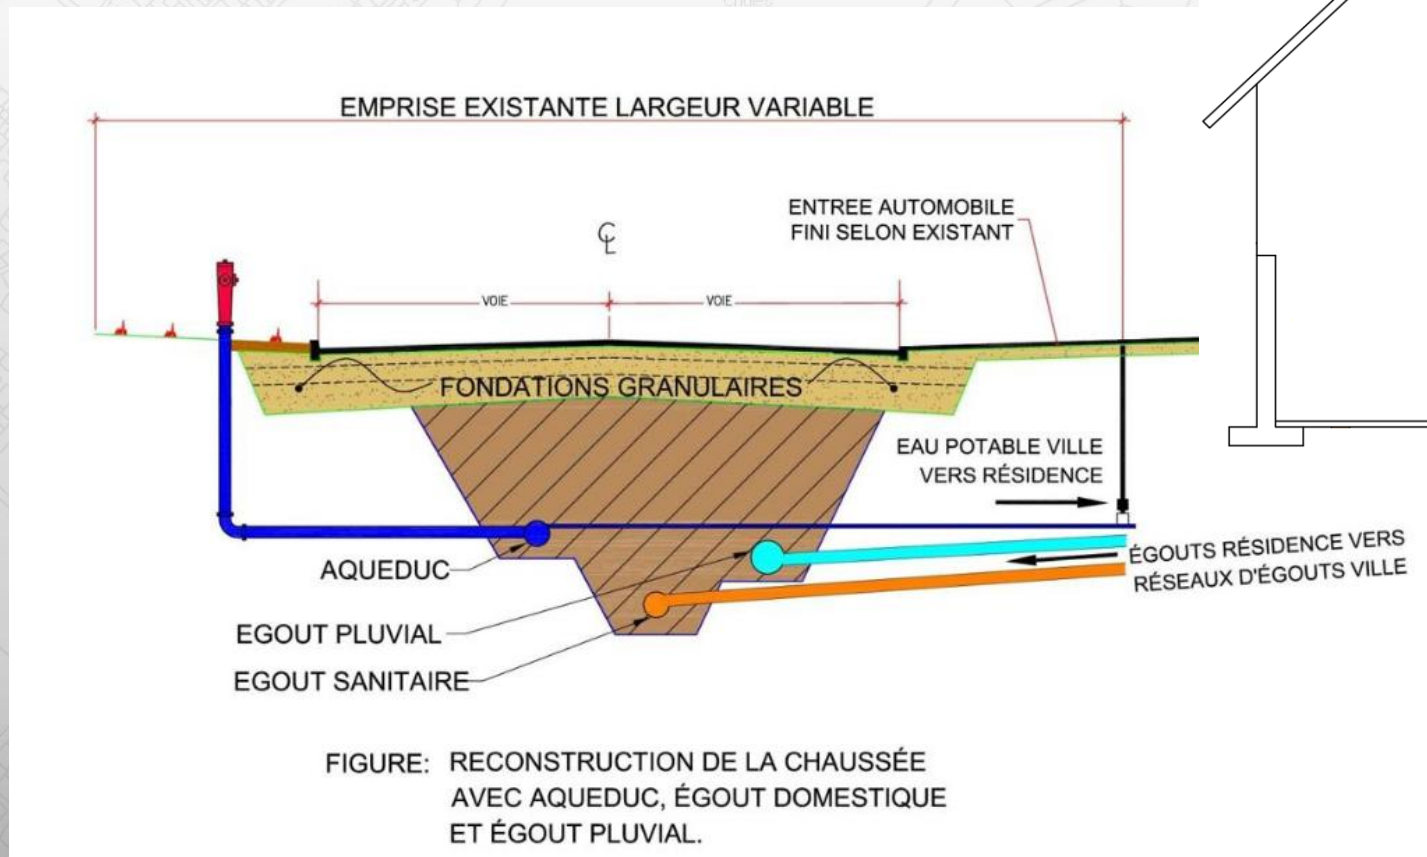 EMPRISE EXISTANTE LARGEUR VARIABLE
ENTREE AUTOMOBILE
FINI SELON EXISTANT
VOIE
VOIE
FONDATIONS GRANULAIRES
EAU POTABLE VILLE
VERS RÉSIDENCE
AQUEDUC
ÉGOUTS RÉSIDENCE VERS
RÉSEAUX D'ÉGOUTS VILLE
EGOUT PLUVIAL
EGOUT SANITAIRE
FIGURE: RECONSTRUCTION DE LA CHAUSSÉE
AVEC AQUEDUC, ÉGOUT DOMESTIQUE
ET ÉGOUT PLUVIAL.